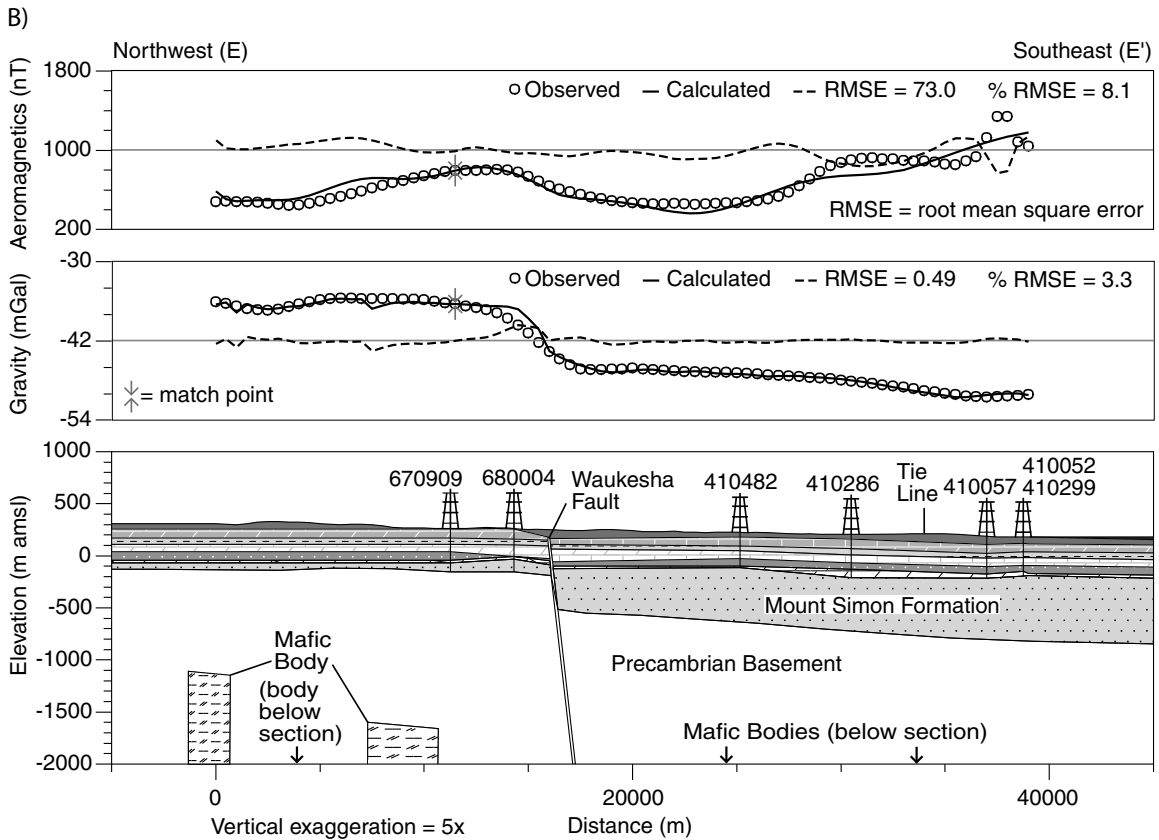 B)
Northwest (E)
Southeast (E')
Aeromagnetics (nT)
1800
1000
200
Observed
Calculated
RMSE = 73.0
% RMSE = 8.1
RMSE = root mean square error
Gravity (mGal)
-30
-42
-54
Observed
Calculated
RMSE = 0.49
% RMSE = 3.3
= match point
Elevation (m amsl)
1000
500
0
-500
-1000
-1500
-2000
670909
680004
Waukesha
Fault
410482
410286
Tie
Line
410057
410052
410299
Mount Simon Formation
Precambrian Basement
Mafic
Body
(body
below
section)
Mafic Bodies (below section)
0
20000
40000
Vertical exaggeration = 5x
Distance (m)